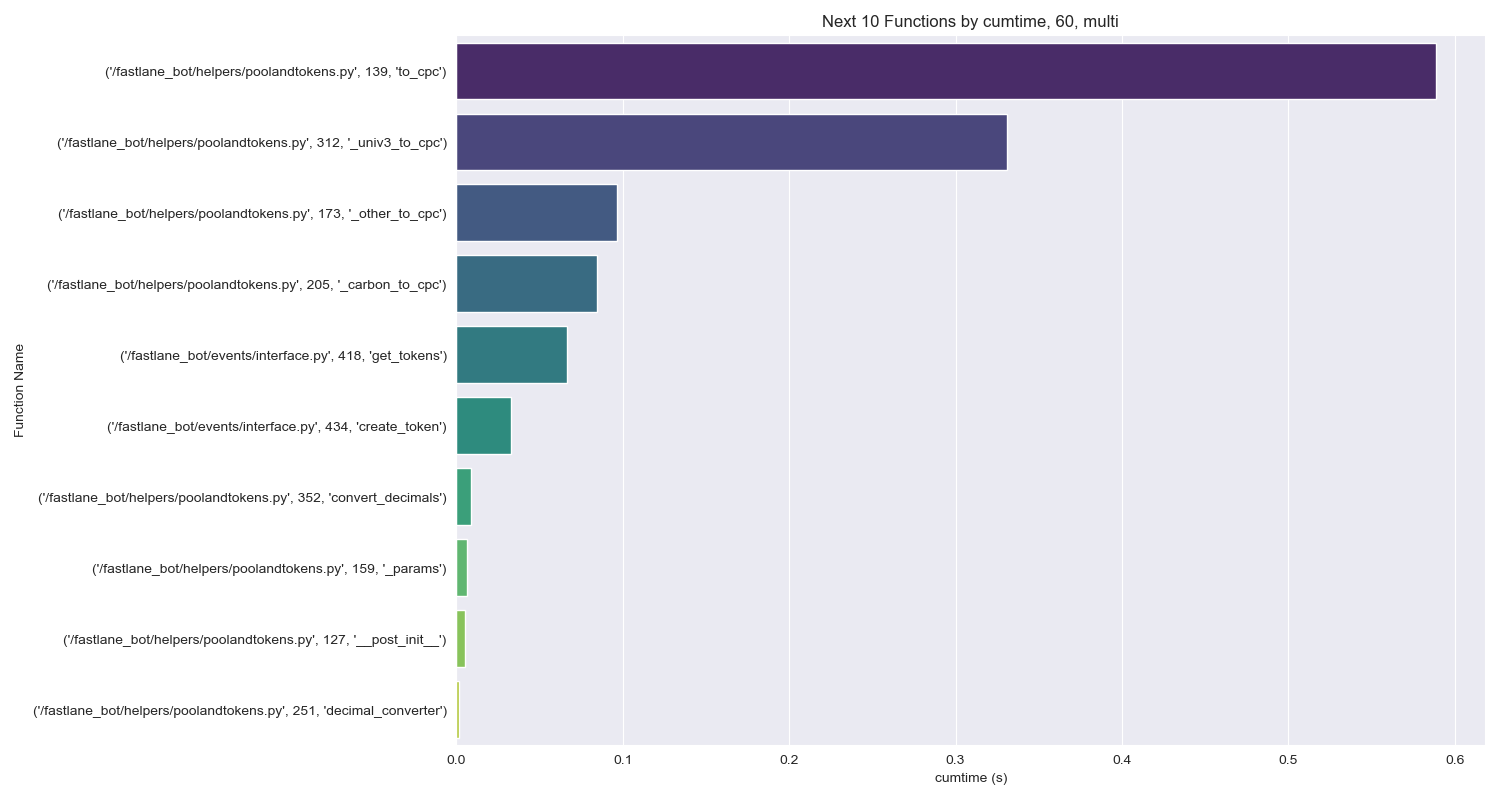 Next 10 Functions by cumtime, 60, multi
('/fastlane_bot/helpers/poolandtokens.py', 139, 'to_cpc')
('/fastlane_bot/helpers/poolandtokens.py', 312, '_univ3_to_cpc')
('/fastlane_bot/helpers/poolandtokens.py', 173, '_other_to_cpc')
('/fastlane_bot/helpers/poolandtokens.py', 205, '_carbon_to_cpc')
('/fastlane_bot/events/interface.py', 418, 'get_tokens')
('/fastlane_bot/events/interface.py', 434, 'create_token')
('/fastlane_bot/helpers/poolandtokens.py', 352, 'convert_decimals')
('/fastlane_bot/helpers/poolandtokens.py', 159, '_params')
('/fastlane_bot/helpers/poolandtokens.py', 127, '__post_init__')
('/fastlane_bot/helpers/poolandtokens.py', 251, 'decimal_converter')
Function Name
0.0 0.1 0.2 0.3 0.4 0.5 0.6
cumtime (s)